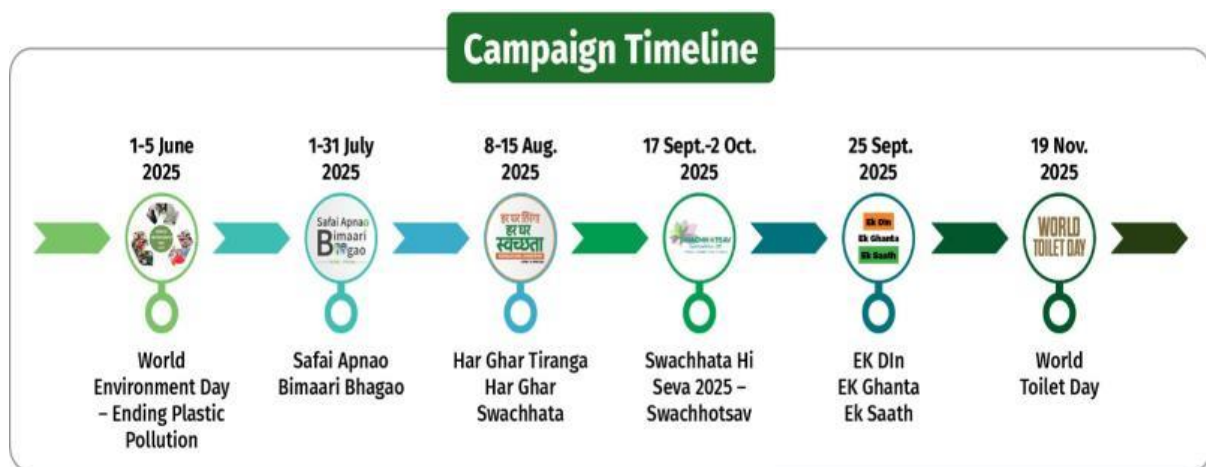 Campaign Timeline
1-5 June
2025
1-31 July
2025
8-15 Aug.
2025
17 Sept.-2 Oct.
2025
25 Sept.
2025
19 Nov.
2025
Safai Apnao
Bimaari
Bhagao
हर घर तिरंगा
हर घर
स्वच्छता
Ek Din
Ek Ghanta
Ek Saath
WORLD
TOILET DAY
World
Environment Day
– Ending Plastic
Pollution
Safai Apnao
Bimaari Bhagao
Har Ghar Tiranga
Har Ghar
Swachhata
Swachhata Hi
Seva 2025 –
Swachhotsav
EK DIn
EK Ghanta
Ek Saath
World
Toilet Day